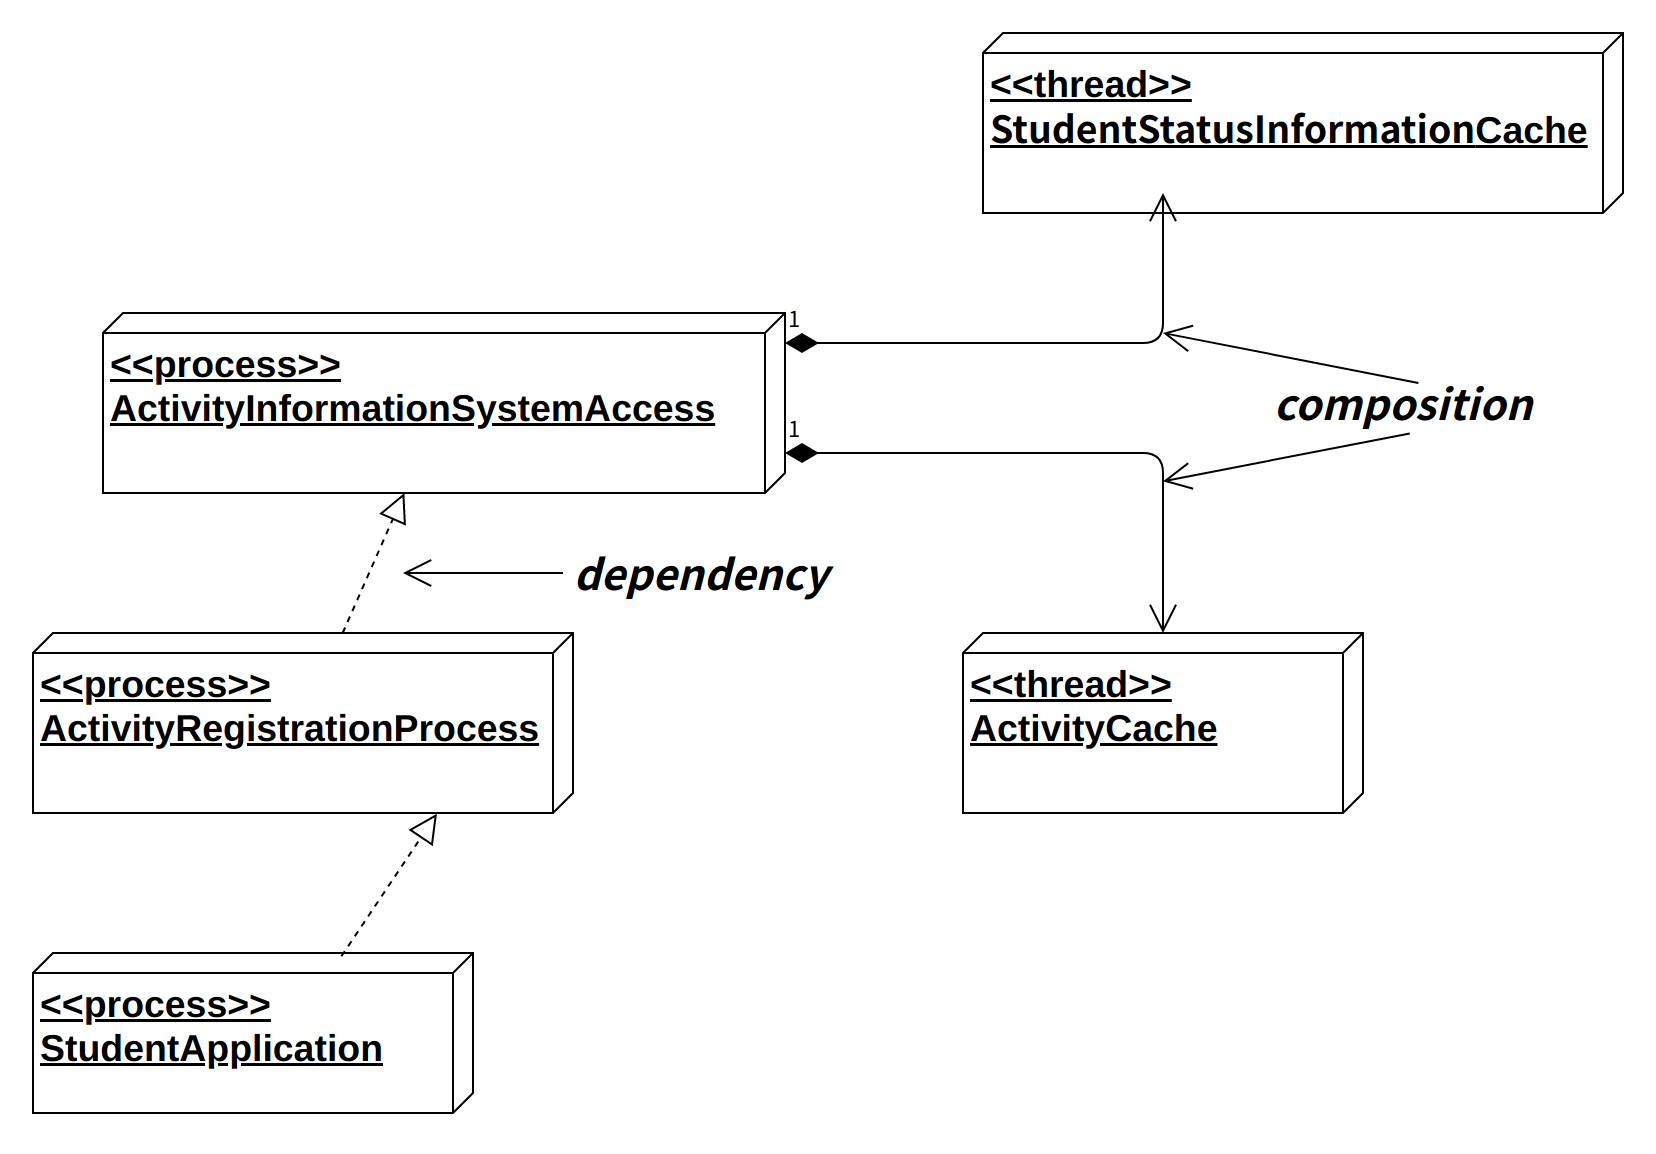 <<thread>>
StudentStatusInformationCache
1
<<process>>
ActivityInformationSystemAccess
composition
1
dependency
<<process>>
ActivityRegistrationProcess
<<thread>>
ActivityCache
<<process>>
StudentApplication